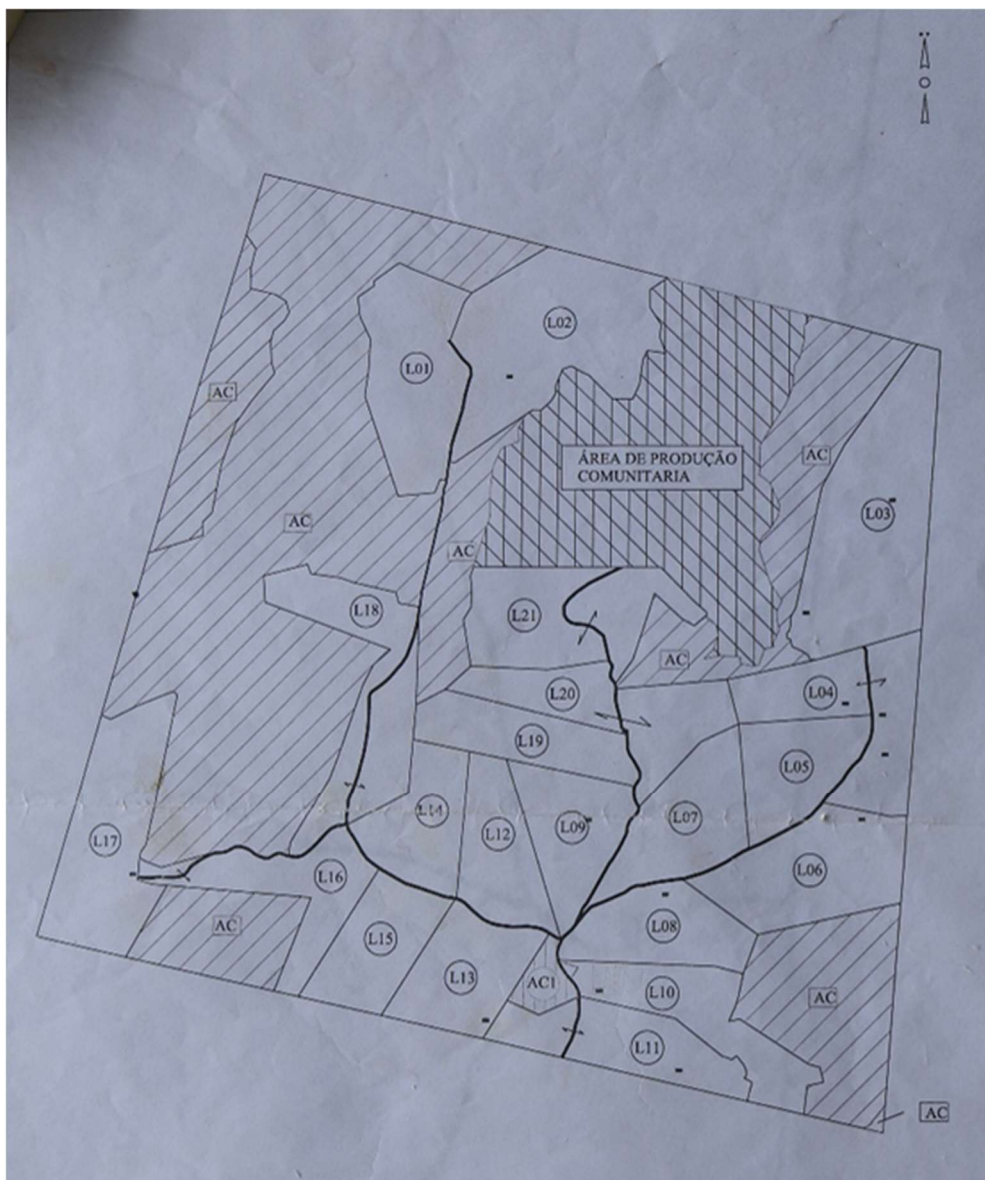 L02
L01
AC
ÁREA DE PRODUÇÃO
COMUNITARIA
AC
L03
AC
AC
L18
L21
AC
L20
L04
L19
L05
L14
L12
L09
L07
L17
L16
L06
AC
L15
L08
L13
AC1
L10
AC
L11
AC